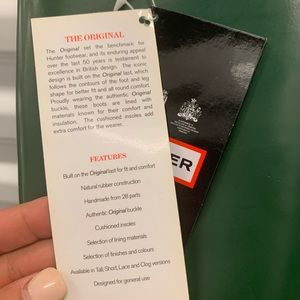 THE ORIGINAL
The Original set the benchmark for
Hunter footwear, and its enduring appeal
over the last 50 years is testament to
excellence in British design. The iconic
design is built on the Original last, which
follows the contours of the foot and leg
shape for better fit and all round comfort.
Proudly wearing the authentic Original
buckle, these boots are lined with
materials known for their comfort and
insulation. The cushioned insoles add
extra comfort for the wearer.
FEATURES
Built on the Original last for fit and comfort
Natural rubber construction
Handmade from 28 parts
Authentic Original buckle
Cushioned insoles
Selection of lining materials
Selection of finishes and colours
Available in Tall, Short, Lace and Clog versions
Designed for general use
ER